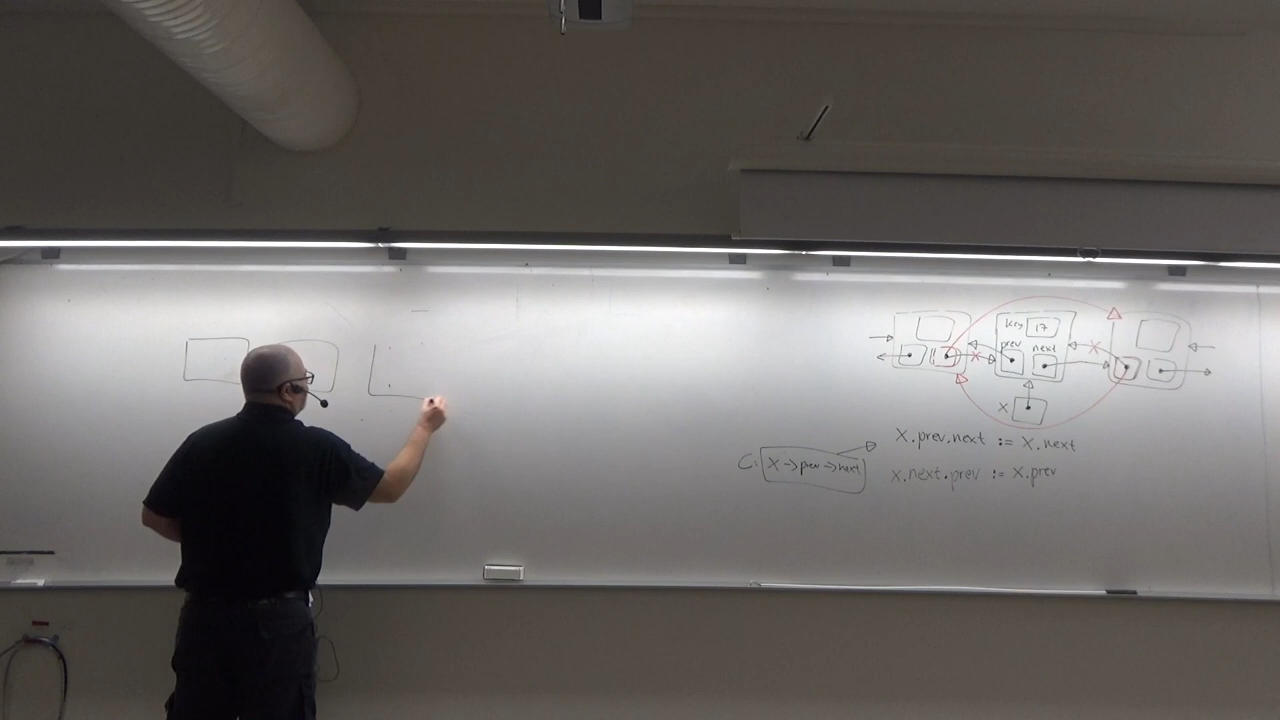 key 17
prev next
X
X.prev.next := X.next
C: X->prev->next
X.next.prev := X.prev